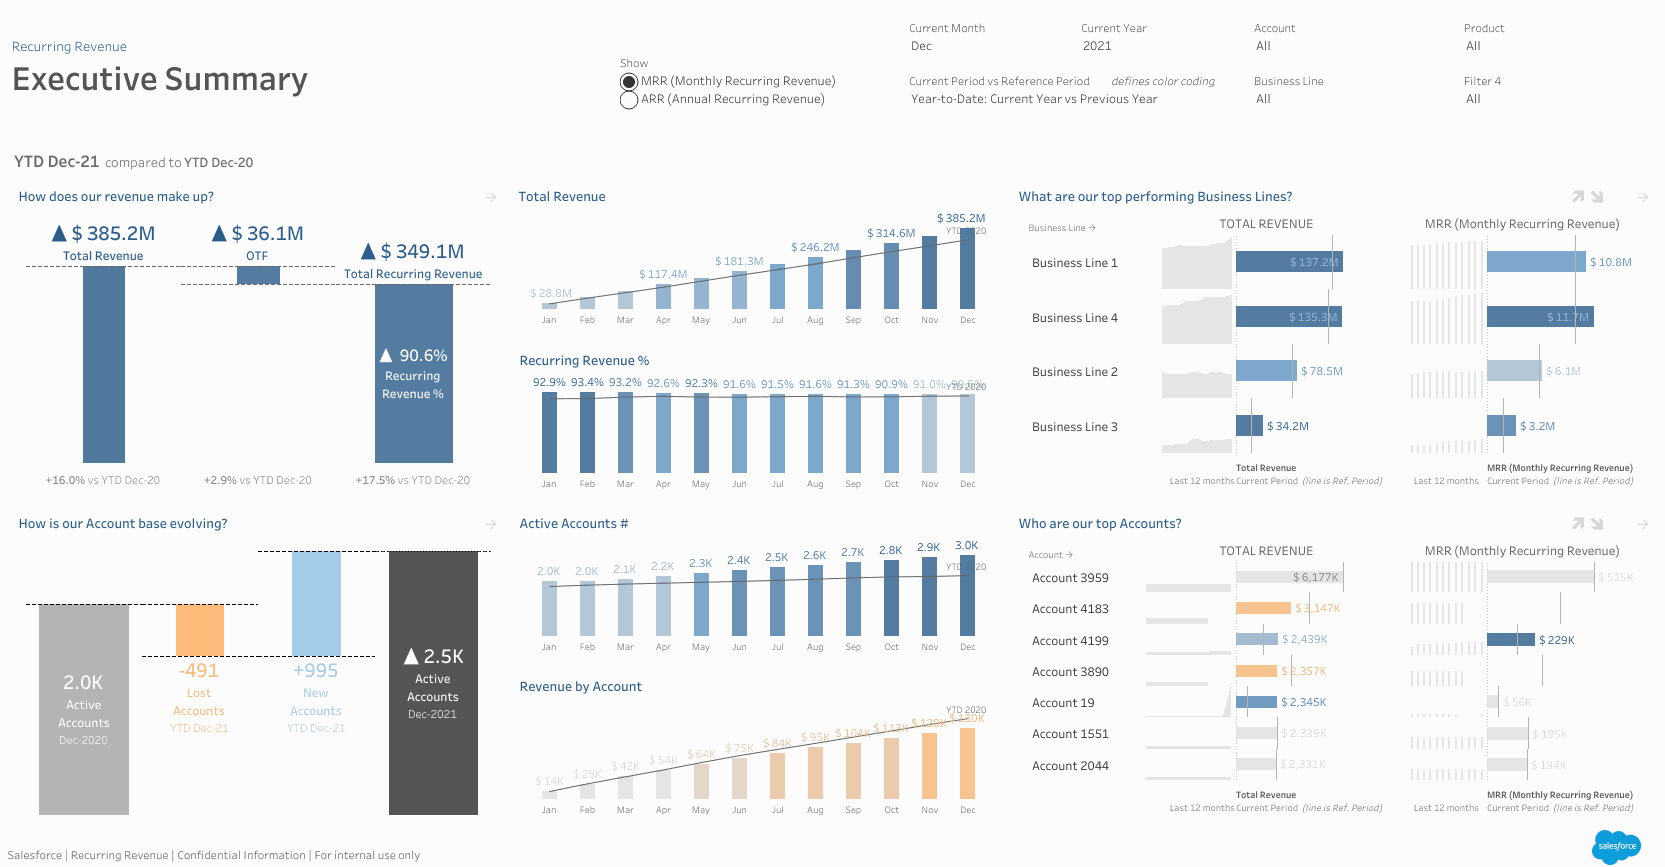 Recurring Revenue
Executive Summary
Show
MRR (Monthly Recurring Revenue)
ARR (Annual Recurring Revenue)
Current Month
Dec
Current Year
2021
Account
All
Product
All
Current Period vs Reference Period defines color coding
Year-to-Date: Current Year vs Previous Year
Business Line
All
Filter 4
All
YTD Dec-21 compared to YTD Dec-20
How does our revenue make up? →
▲ $ 385.2M
Total Revenue
▲ $ 36.1M
OTF
▲ $ 349.1M
Total Recurring Revenue
▲ 90.6%
Recurring
Revenue %
+16.0% vs YTD Dec-20
+2.9% vs YTD Dec-20
+17.5% vs YTD Dec-20
Total Revenue
$ 28.8M $ 117.4M $ 181.3M $ 246.2M $ 314.6M $ 385.2M
YTD 2020
Jan Feb Mar Apr May Jun Jul Aug Sep Oct Nov Dec
Recurring Revenue %
92.9% 93.4% 93.2% 92.6% 92.3% 91.6% 91.5% 91.6% 91.3% 90.9% 91.0% 90.6%
YTD 2020
Jan Feb Mar Apr May Jun Jul Aug Sep Oct Nov Dec
What are our top performing Business Lines? →
Business Line → TOTAL REVENUE MRR (Monthly Recurring Revenue)
Business Line 1 $ 137.2M $ 10.8M
Business Line 4 $ 135.3M $ 11.7M
Business Line 2 $ 78.5M $ 6.1M
Business Line 3 $ 34.2M $ 3.2M
Total Revenue MRR (Monthly Recurring Revenue)
Last 12 months Current Period (line is Ref. Period) Last 12 months Current Period (line is Ref. Period)
How is our Account base evolving? →
2.0K
Active
Accounts
Dec-2020
-491
Lost
Accounts
YTD Dec-21
+995
New
Accounts
YTD Dec-21
▲ 2.5K
Active
Accounts
Dec-2021
Active Accounts #
2.0K 2.0K 2.1K 2.2K 2.3K 2.4K 2.5K 2.6K 2.7K 2.8K 2.9K 3.0K
YTD 2020
Jan Feb Mar Apr May Jun Jul Aug Sep Oct Nov Dec
Revenue by Account
YTD 2020
$ 14K $ 28K $ 42K $ 54K $ 64K $ 75K $ 84K $ 95K $ 104K $ 113K $ 120K $ 130K
Jan Feb Mar Apr May Jun Jul Aug Sep Oct Nov Dec
Who are our top Accounts? →
Account → TOTAL REVENUE MRR (Monthly Recurring Revenue)
Account 3959 $ 6,177K $ 515K
Account 4183 $ 3,147K
Account 4199 $ 2,439K $ 229K
Account 3890 $ 2,357K
Account 19 $ 2,345K $ 56K
Account 1551 $ 2,339K $ 195K
Account 2044 $ 2,331K $ 194K
Total Revenue MRR (Monthly Recurring Revenue)
Last 12 months Current Period (line is Ref. Period) Last 12 months Current Period (line is Ref. Period)
Salesforce | Recurring Revenue | Confidential Information | For internal use only
salesforce